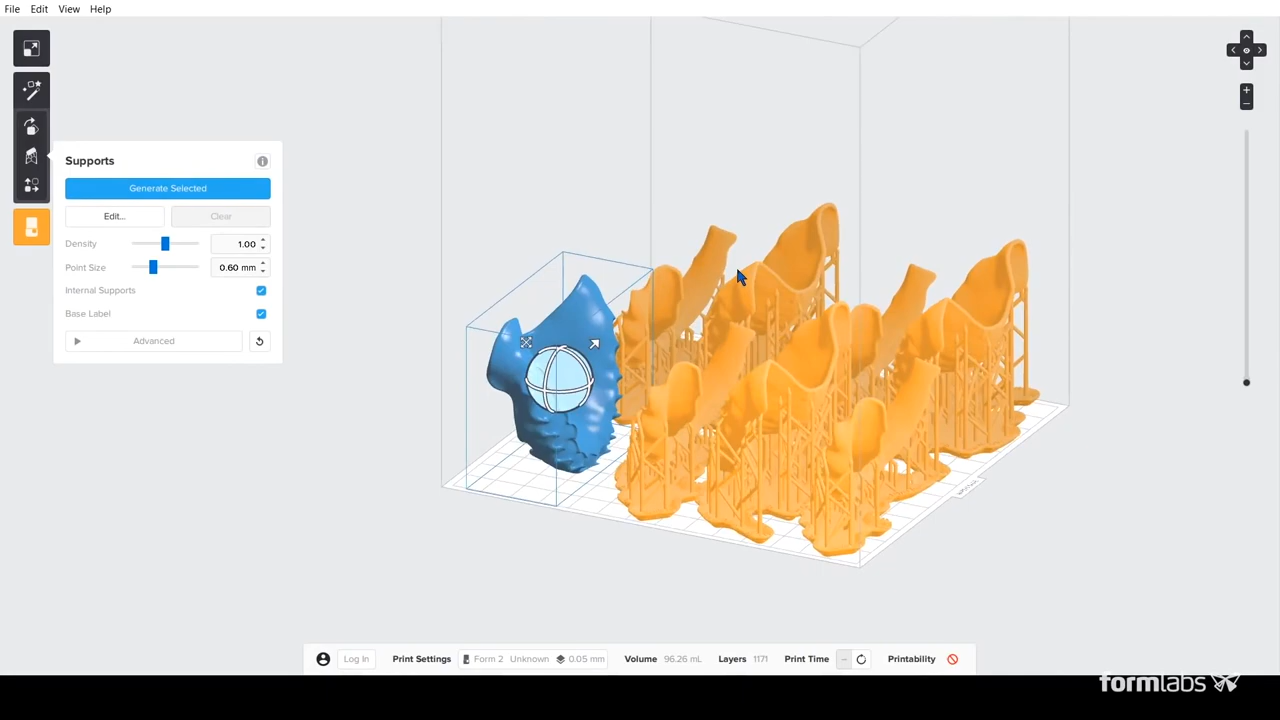 File Edit View Help
Supports
Generate Selected
Edit... Clear
Density 1.00
Point Size 0.60 mm
Internal Supports
Base Label
Advanced
Log In Print Settings Form 2 Unknown 0.05 mm Volume 96.26 mL Layers 1171 Print Time -- Printability
formlabs